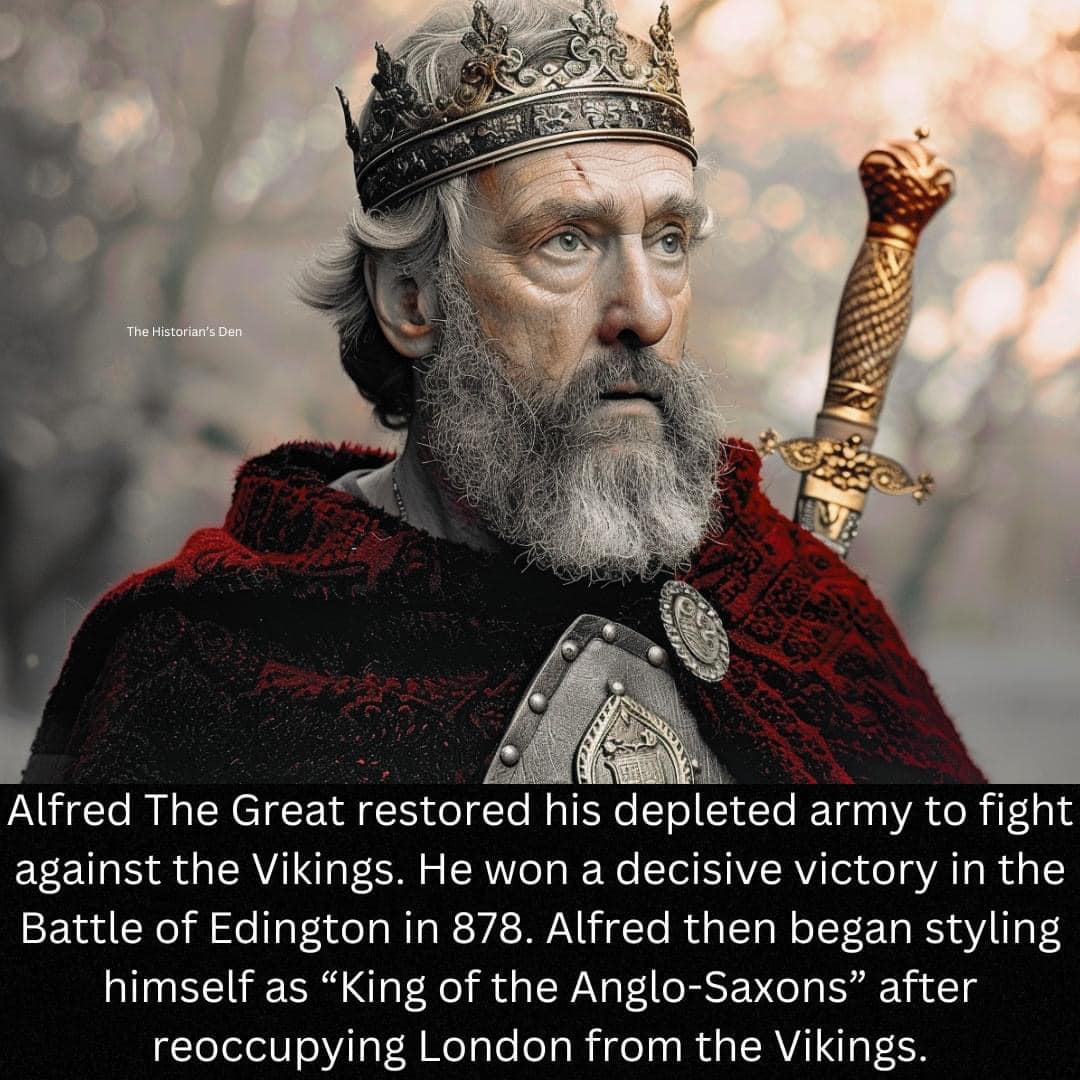 The Historian's Den
Alfred The Great restored his depleted army to fight
against the Vikings. He won a decisive victory in the
Battle of Edington in 878. Alfred then began styling
himself as “King of the Anglo-Saxons” after
reoccupying London from the Vikings.